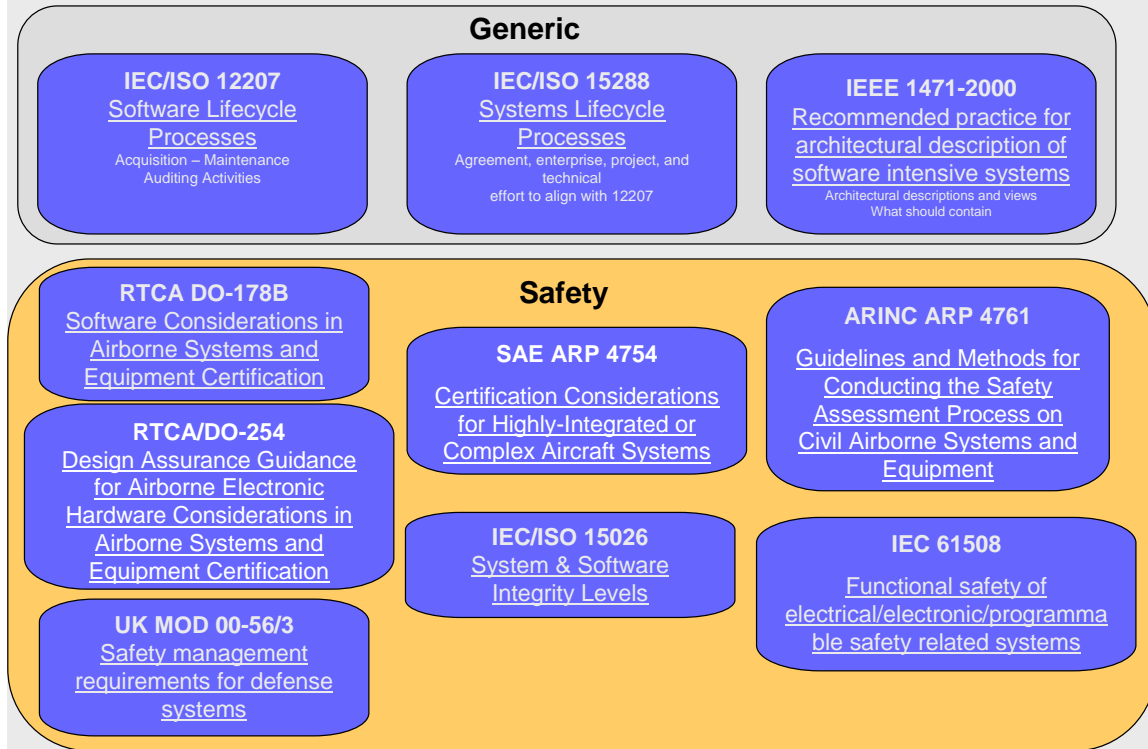 Generic
IEC/ISO 12207
Software Lifecycle
Processes
Acquisition – Maintenance
Auditing Activities
IEC/ISO 15288
Systems Lifecycle
Processes
Agreement, enterprise, project, and
technical
effort to align with 12207
IEEE 1471-2000
Recommended practice for
architectural description of
software intensive systems
Architectural descriptions and views
What should contain
Safety
RTCA DO-178B
Software Considerations in
Airborne Systems and
Equipment Certification
RTCA/DO-254
Design Assurance Guidance
for Airborne Electronic
Hardware Considerations in
Airborne Systems and
Equipment Certification
UK MOD 00-56/3
Safety management
requirements for defense
systems
SAE ARP 4754
Certification Considerations
for Highly-Integrated or
Complex Aircraft Systems
IEC/ISO 15026
System & Software
Integrity Levels
ARINC ARP 4761
Guidelines and Methods for
Conducting the Safety
Assessment Process on
Civil Airborne Systems and
Equipment
IEC 61508
Functional safety of
electrical/electronic/programma
ble safety related systems